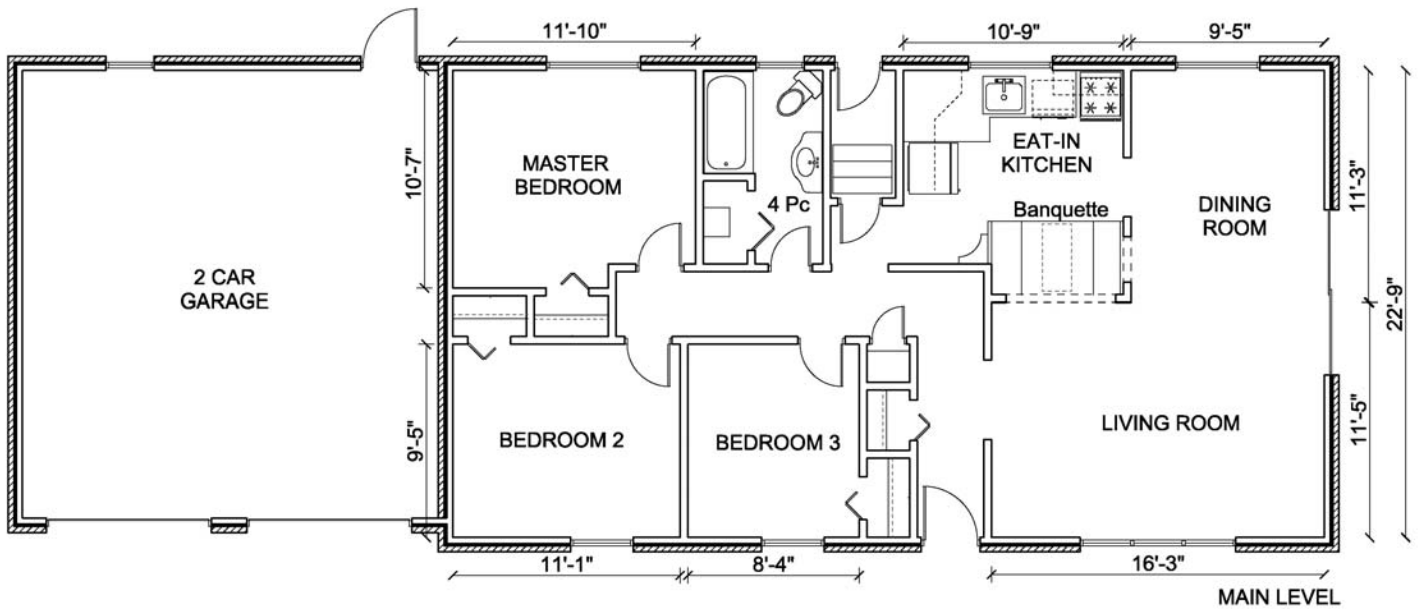 11'-10"
10'-9"
9'-5"
10'-7"
MASTER
BEDROOM
4 Pc
EAT-IN
KITCHEN
Banquette
DINING
ROOM
11'-3"
22'-9"
2 CAR
GARAGE
9'-5"
BEDROOM 2
BEDROOM 3
LIVING ROOM
11'-5"
11'-1"
8'-4"
16'-3"
MAIN LEVEL